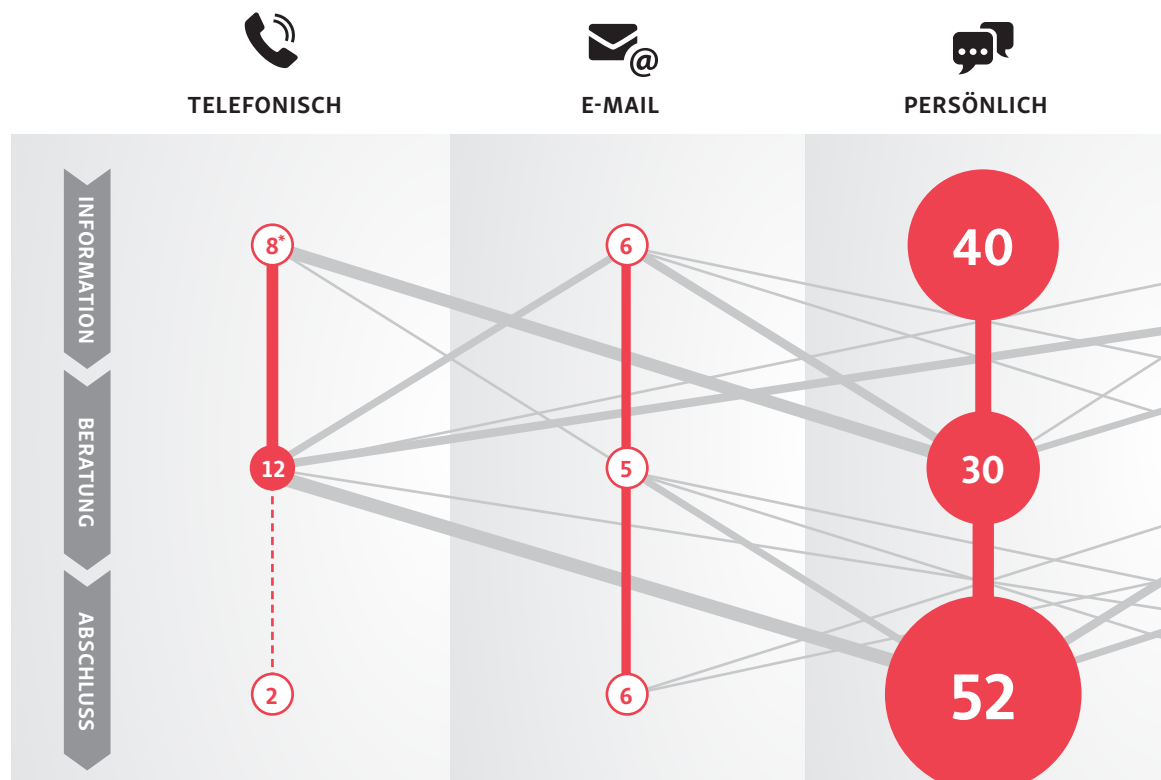 @
TELEFONISCH
E-MAIL
PERSÖNLICH
INFORMATION
8*
6
40
BERATUNG
12
5
30
ABSCHLUSS
2
6
52